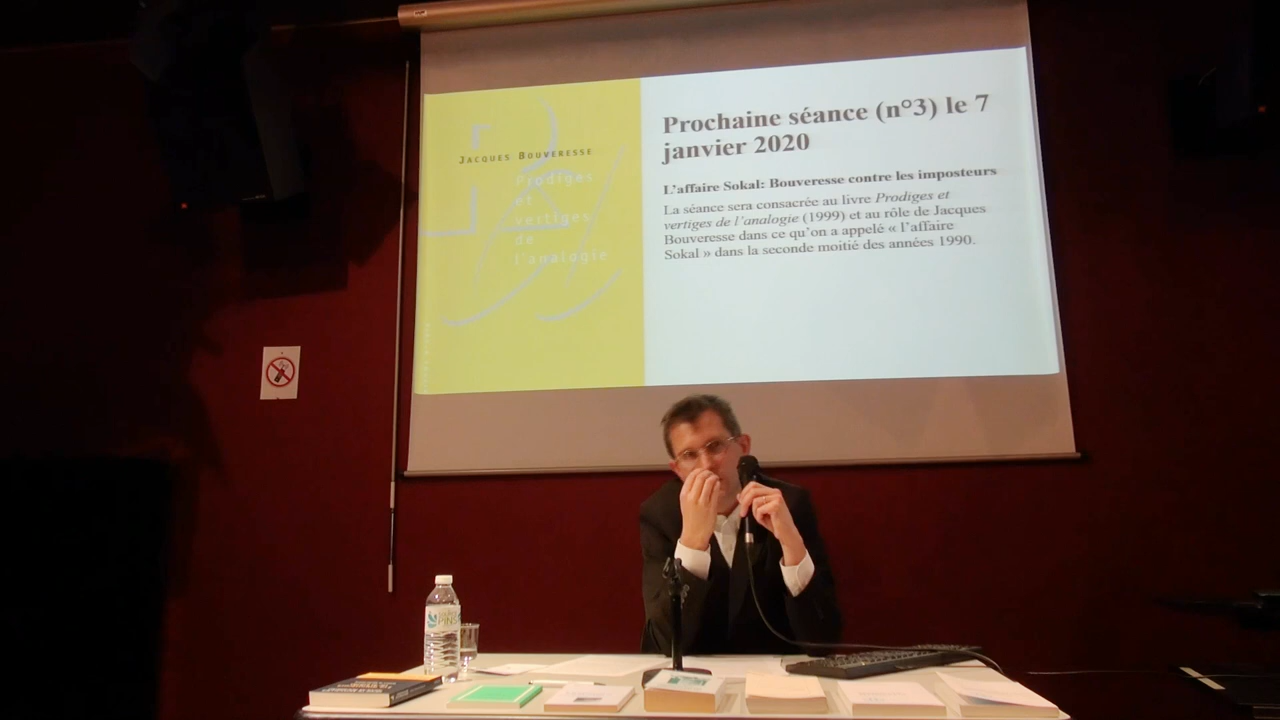 JACQUES BOUVERESSE
Prodiges
et
vertiges
de
l'analogie
Prochaine séance (n°3) le 7
janvier 2020
L'affaire Sokal: Bouveresse contre les imposteurs
La séance sera consacrée au livre Prodiges et
vertiges de l'analogie (1999) et au rôle de Jacques
Bouveresse dans ce qu'on a appelé « l'affaire
Sokal » dans la seconde moitié des années 1990.